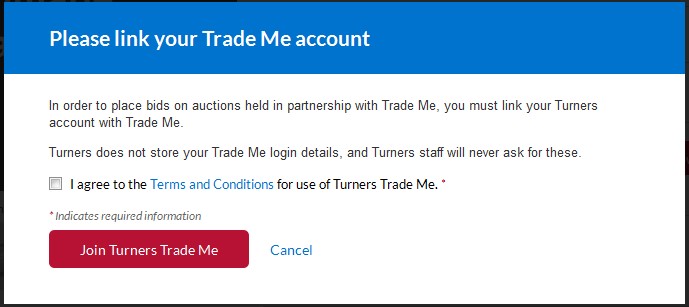 Please link your Trade Me account
In order to place bids on auctions held in partnership with Trade Me, you must link your Turners
account with Trade Me.
Turners does not store your Trade Me login details, and Turners staff will never ask for these.
I agree to the Terms and Conditions for use of Turners Trade Me. *
* Indicates required information
Join Turners Trade Me
Cancel